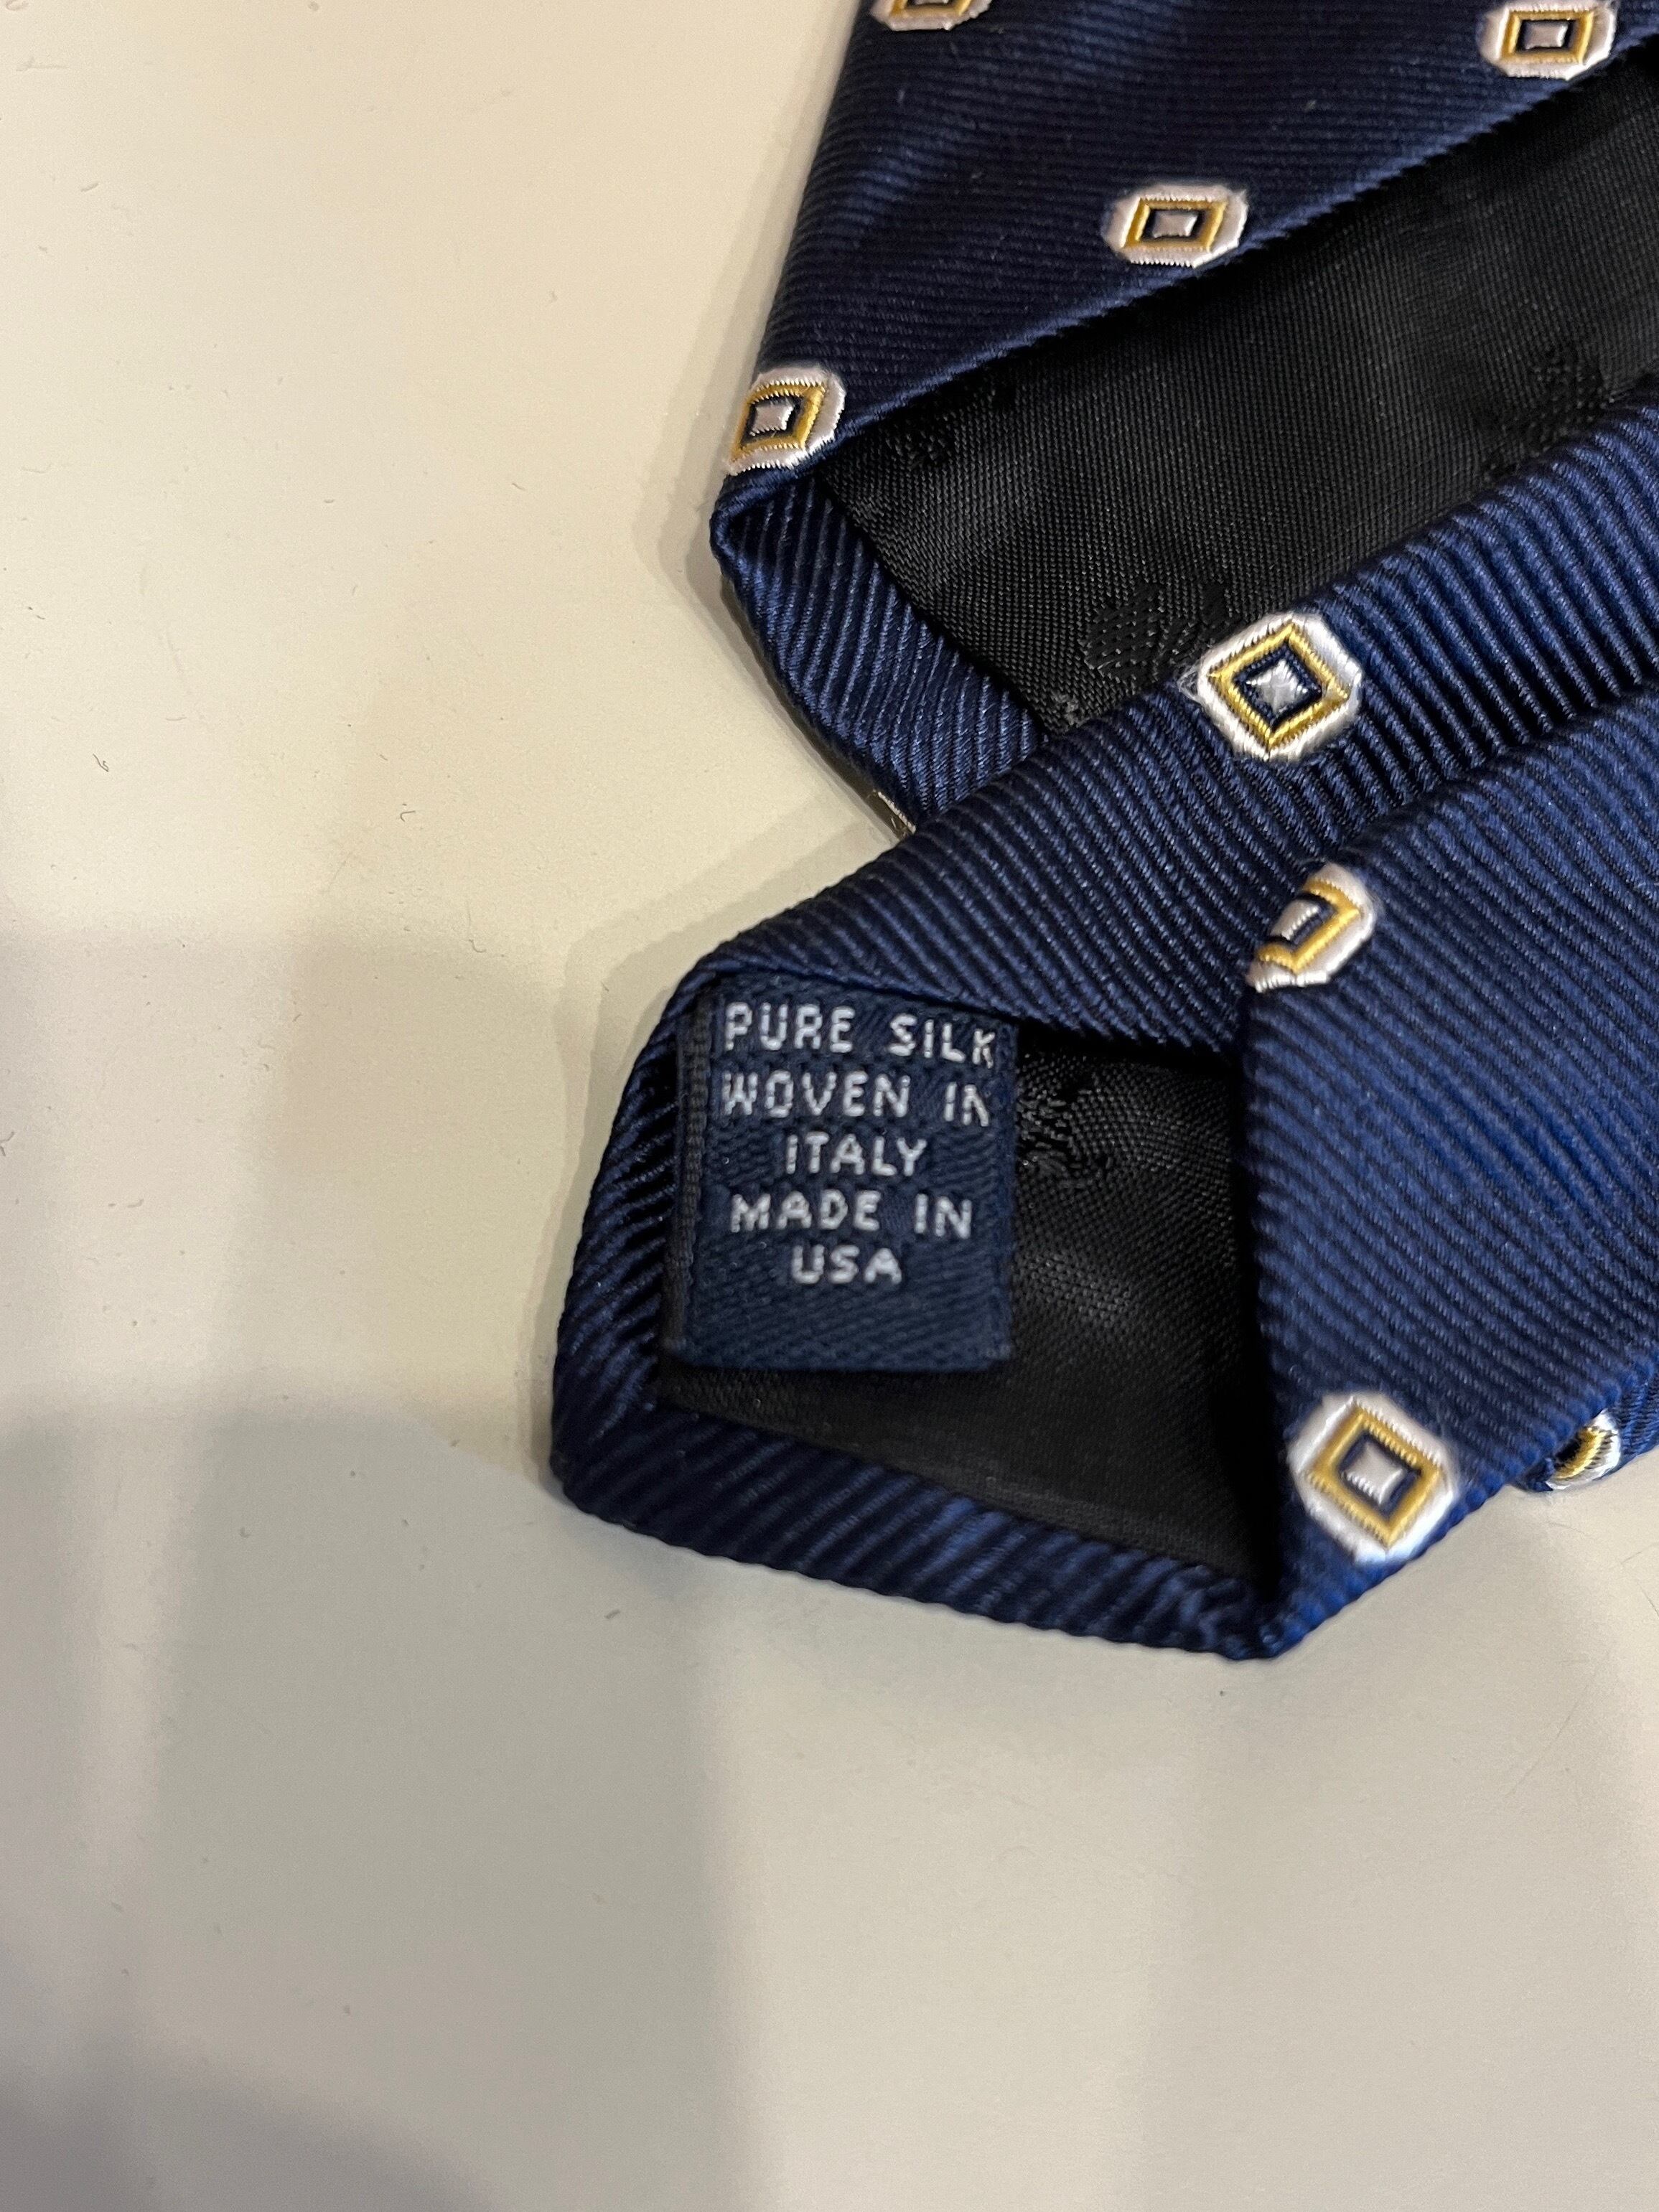 PURE SILK
WOVEN IN
ITALY
MADE IN
USA